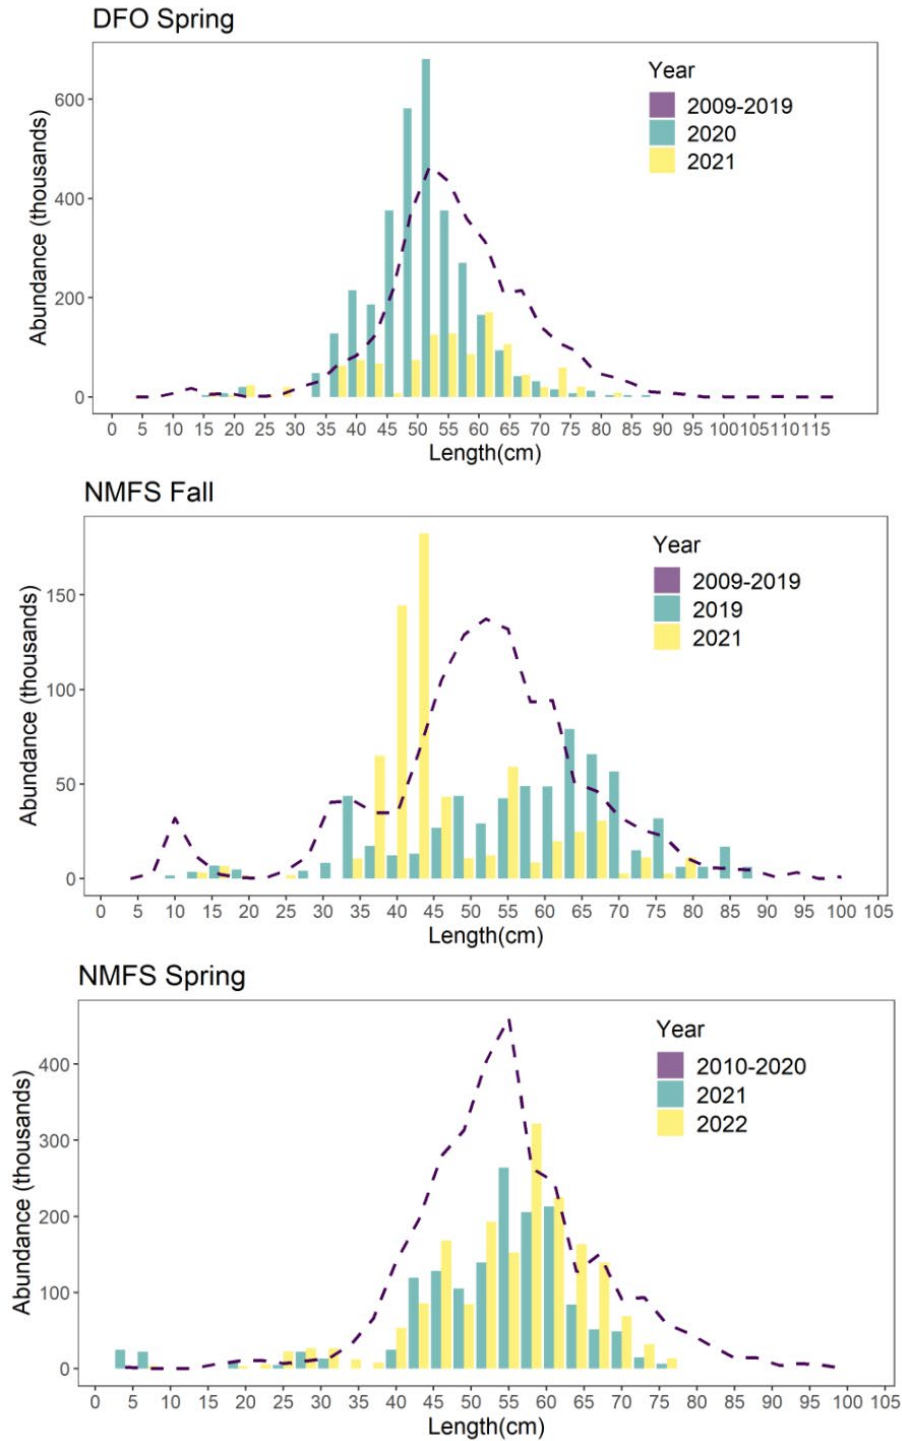 DFO Spring
Year
2009-2019
2020
2021
Abundance (thousands)
600
400
200
0
0 5 10 15 20 25 30 35 40 45 50 55 60 65 70 75 80 85 90 95 100105110115
Length(cm)
NMFS Fall
Year
2009-2019
2019
2021
Abundance (thousands)
150
100
50
0
0 5 10 15 20 25 30 35 40 45 50 55 60 65 70 75 80 85 90 95 100 105
Length(cm)
NMFS Spring
Year
2010-2020
2021
2022
Abundance (thousands)
400
300
200
100
0
0 5 10 15 20 25 30 35 40 45 50 55 60 65 70 75 80 85 90 95 100 105
Length(cm)